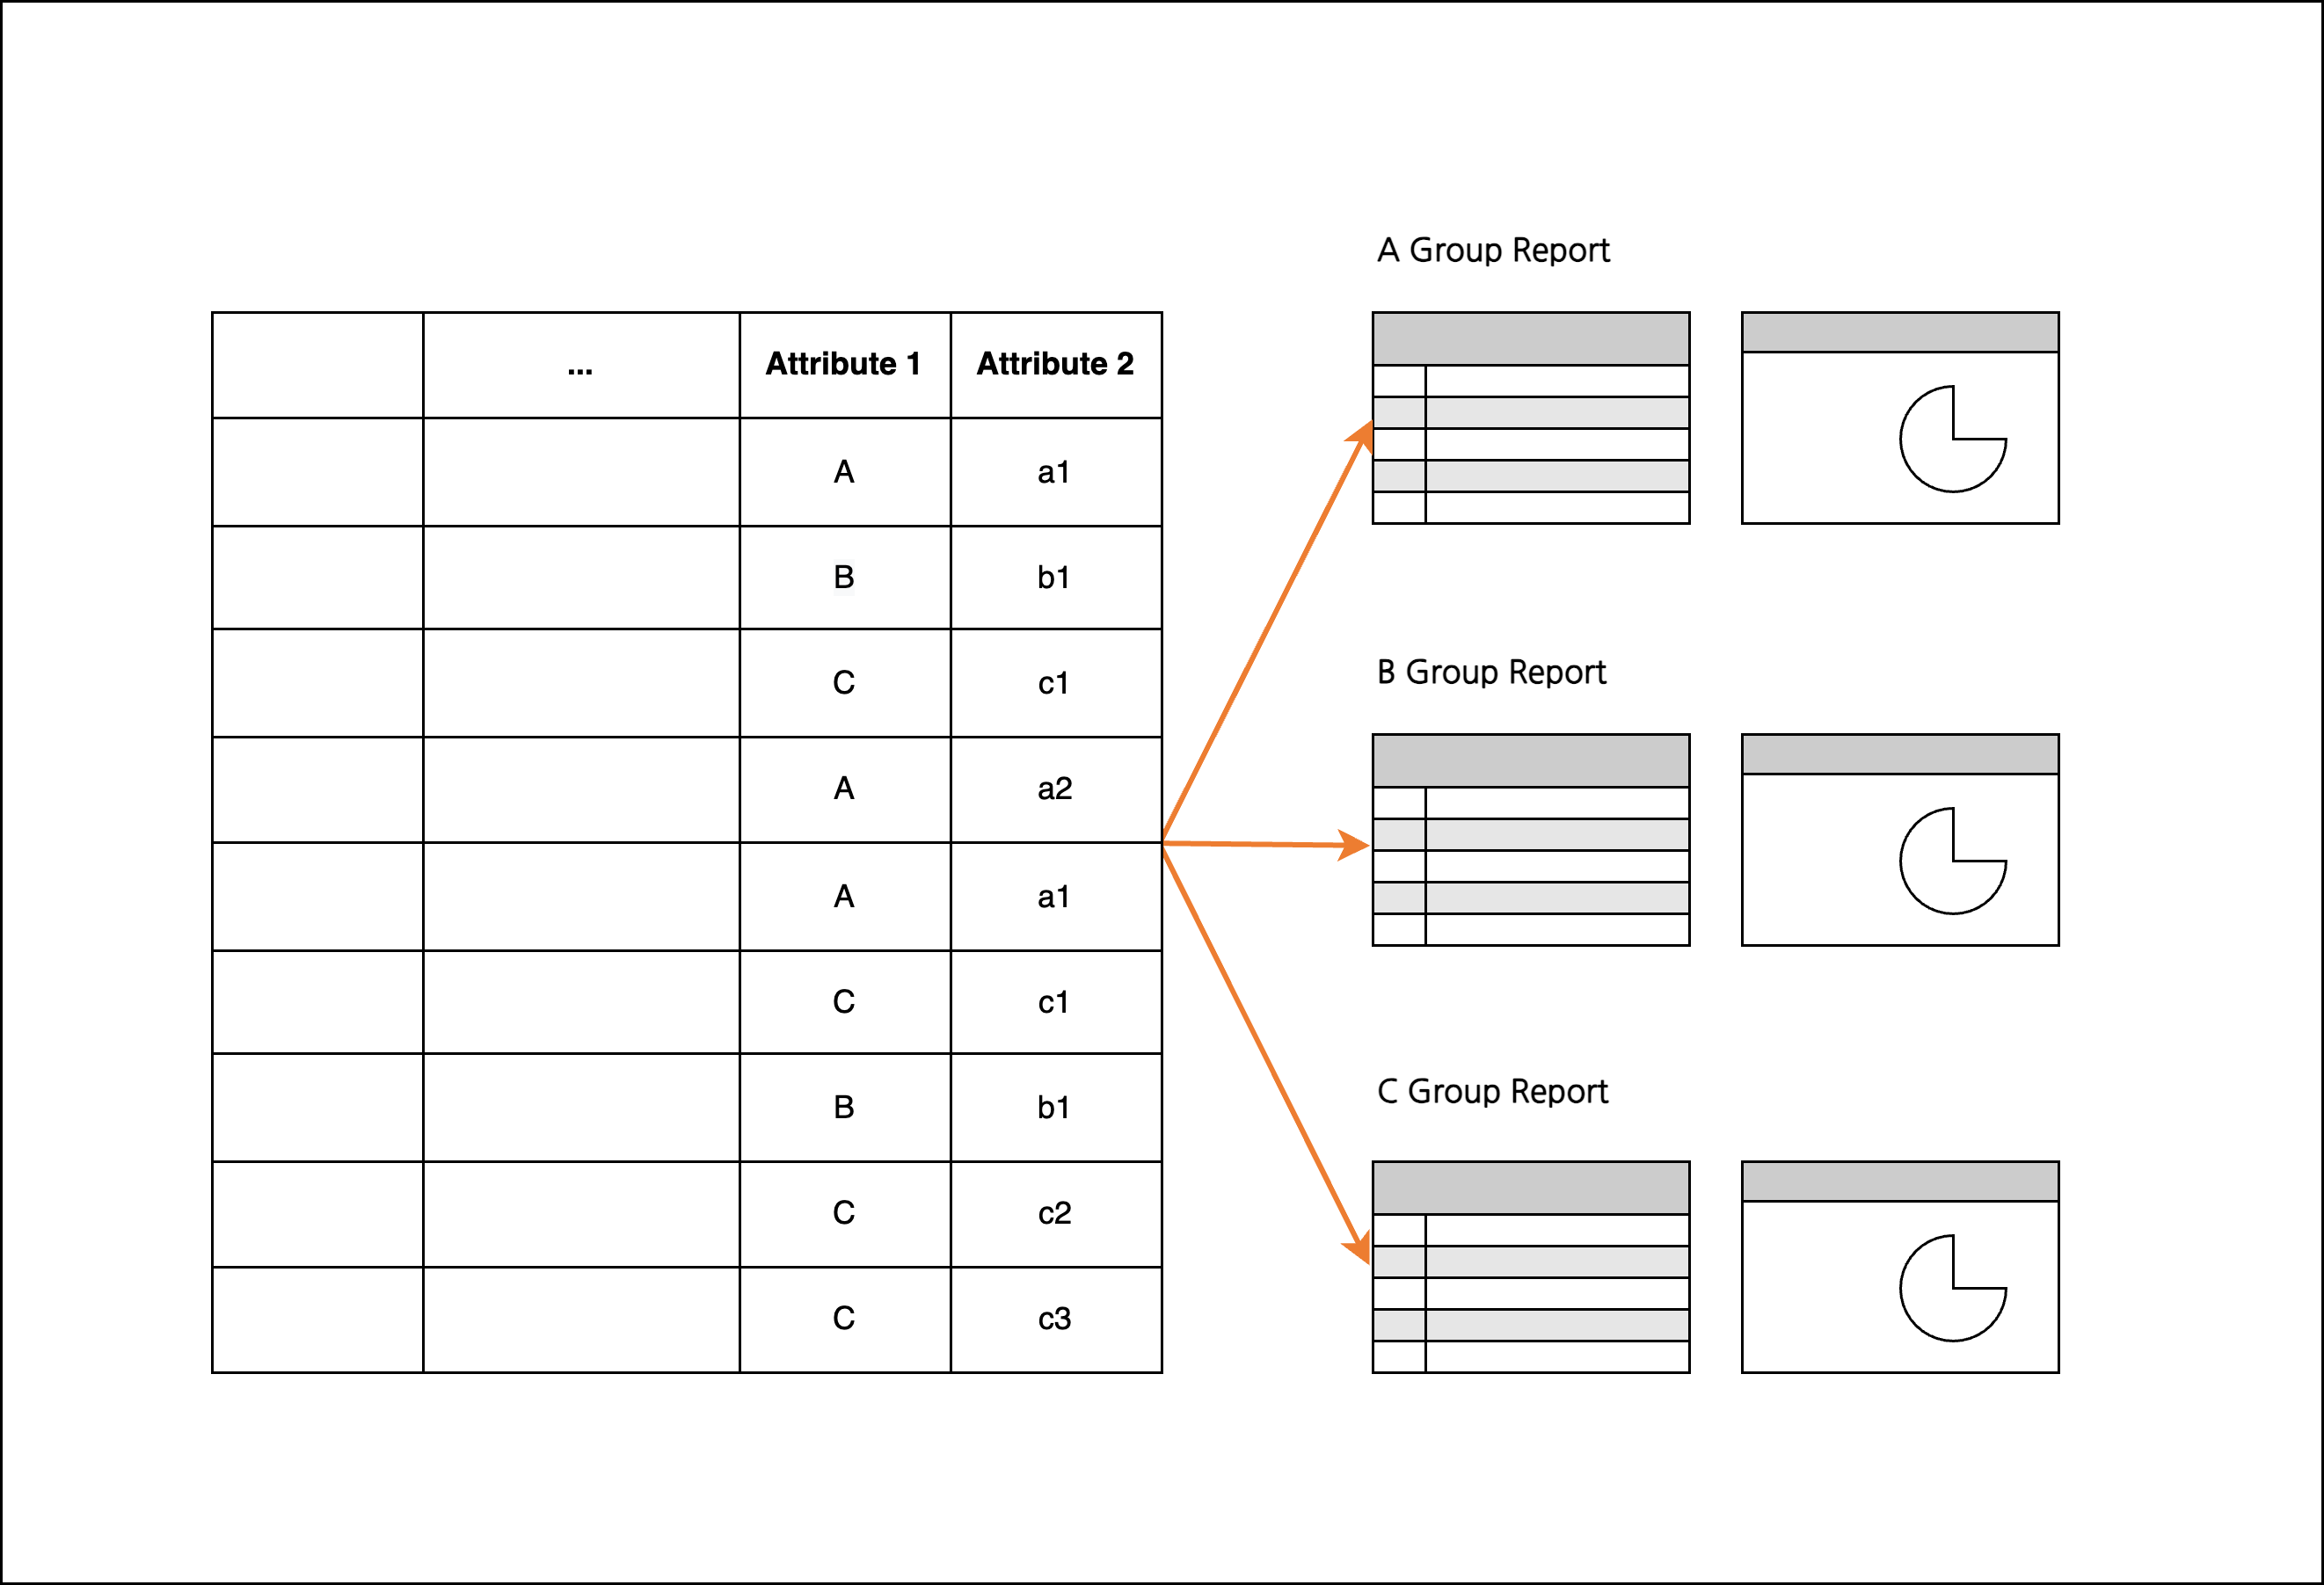 ... Attribute 1 Attribute 2
A a1
B b1
C c1
A a2
A a1
C c1
B b1
C c2
C c3
A Group Report
B Group Report
C Group Report